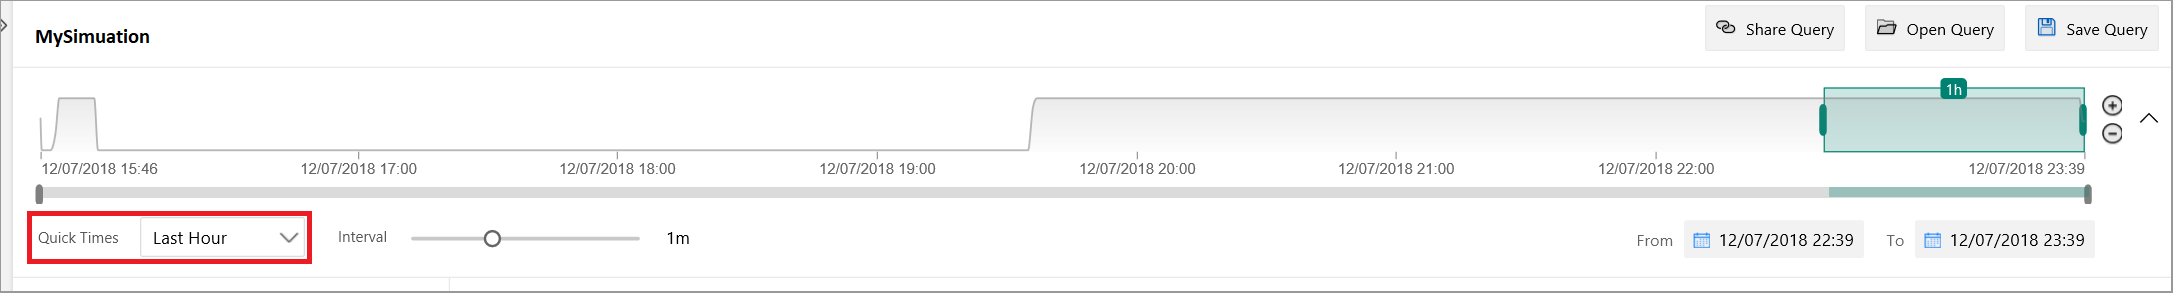 MySimuation
Share Query
Open Query
Save Query
1h
12/07/2018 15:46
12/07/2018 17:00
12/07/2018 18:00
12/07/2018 19:00
12/07/2018 20:00
12/07/2018 21:00
12/07/2018 22:00
12/07/2018 23:39
Quick Times
Last Hour
Interval
1m
From
12/07/2018 22:39
To
12/07/2018 23:39